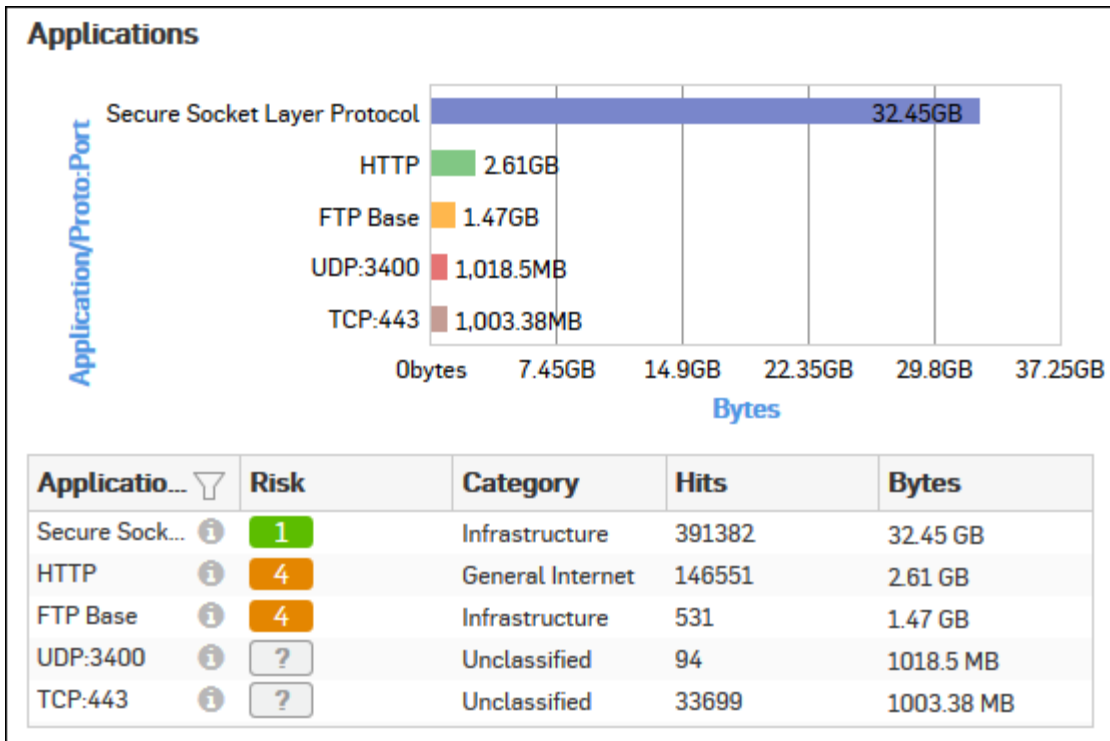 Applications
Application/Proto:Port
Secure Socket Layer Protocol 32.45GB
HTTP 2.61GB
FTP Base 1.47GB
UDP:3400 1,018.5MB
TCP:443 1,003.38MB
0bytes 7.45GB 14.9GB 22.35GB 29.8GB 37.25GB
Bytes
Applicatio... Risk Category Hits Bytes
Secure Sock... 1 Infrastructure 391382 32.45 GB
HTTP 4 General Internet 146551 2.61 GB
FTP Base 4 Infrastructure 531 1.47 GB
UDP:3400 ? Unclassified 94 1018.5 MB
TCP:443 ? Unclassified 33699 1003.38 MB